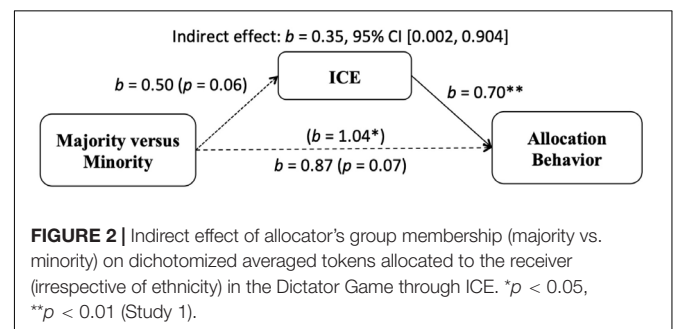 Indirect effect: b = 0.35, 95% CI [0.002, 0.904]
ICE
b = 0.50 (p = 0.06)
b = 0.70**
Majority versus
Minority
(b = 1.04*)
b = 0.87 (p = 0.07)
Allocation
Behavior
FIGURE 2 | Indirect effect of allocator's group membership (majority vs.
minority) on dichotomized averaged tokens allocated to the receiver
(irrespective of ethnicity) in the Dictator Game through ICE. *p < 0.05,
**p < 0.01 (Study 1).